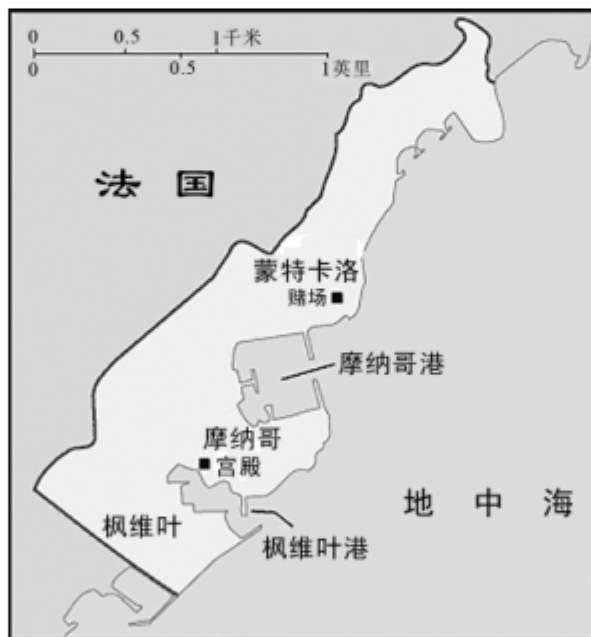 0 0.5 1千米
0 0.5 1英里
法国
蒙特卡洛
赌场
摩纳哥港
摩纳哥
宫殿
地中海
枫维叶
枫维叶港